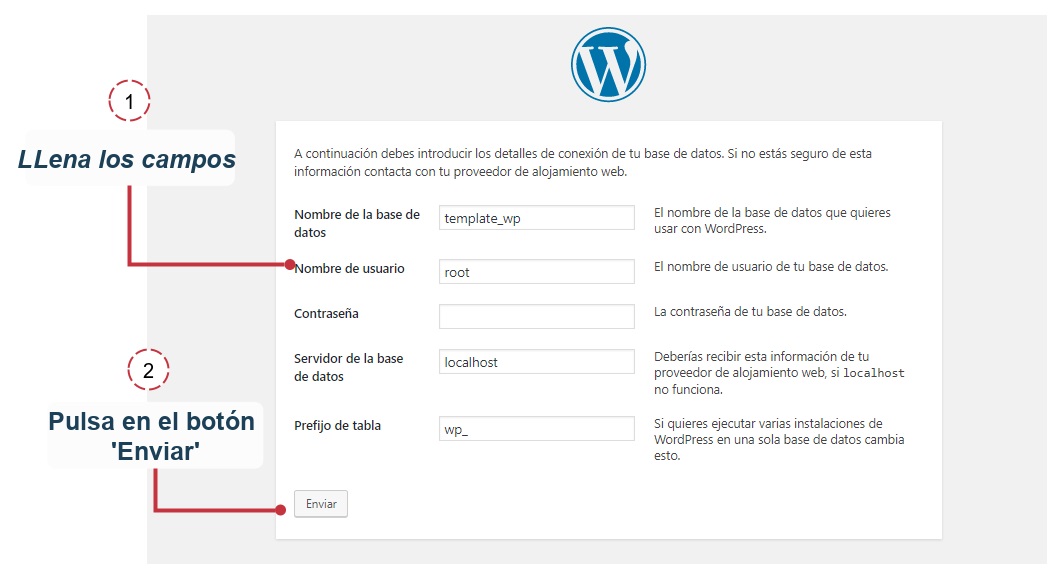 1
LLena los campos
A continuación debes introducir los detalles de conexión de tu base de datos. Si no estás seguro de esta
información contacta con tu proveedor de alojamiento web.
Nombre de la base de
datos
template_wp
El nombre de la base de datos que quieres
usar con WordPress.
Nombre de usuario
root
El nombre de usuario de tu base de datos.
Contraseña
La contraseña de tu base de datos.
Servidor de la base
de datos
localhost
Deberías recibir esta información de tu
proveedor de alojamiento web, si localhost
no funciona.
2
Pulsa en el botón
'Enviar'
Prefijo de tabla
wp_
Si quieres ejecutar varias instalaciones de
WordPress en una sola base de datos cambia
esto.
Enviar